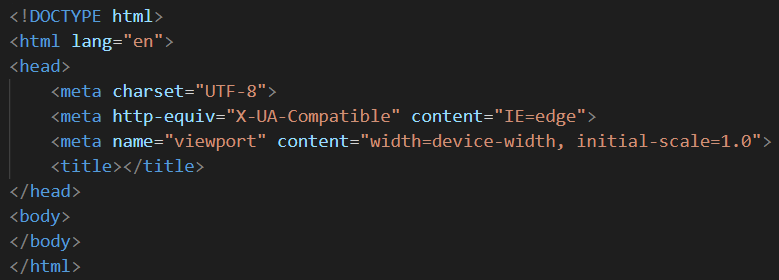 <!DOCTYPE html>
<html lang="en">
<head>
    <meta charset="UTF-8">
    <meta http-equiv="X-UA-Compatible" content="IE=edge">
    <meta name="viewport" content="width=device-width, initial-scale=1.0">
    <title></title>
</head>
<body>
</body>
</html>